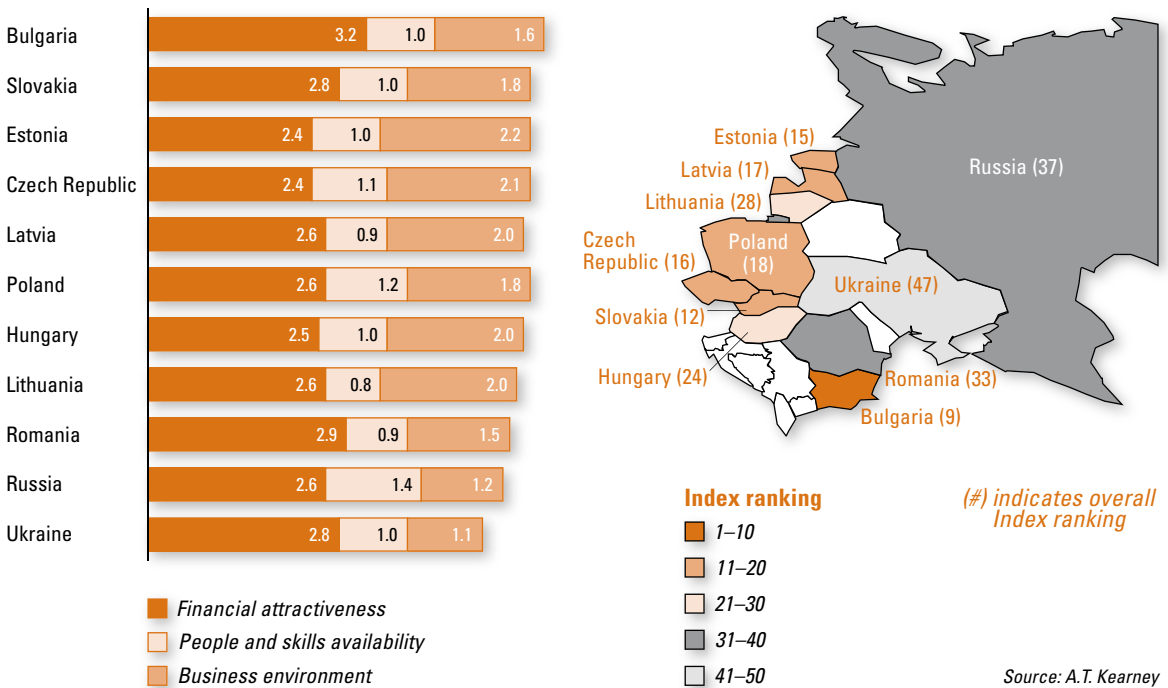 Bulgaria 3.2 1.0 1.6
Slovakia 2.8 1.0 1.8
Estonia 2.4 1.0 2.2
Czech Republic 2.4 1.1 2.1
Latvia 2.6 0.9 2.0
Poland 2.6 1.2 1.8
Hungary 2.5 1.0 2.0
Lithuania 2.6 0.8 2.0
Romania 2.9 0.9 1.5
Russia 2.6 1.4 1.2
Ukraine 2.8 1.0 1.1
Financial attractiveness
People and skills availability
Business environment
Estonia (15)
Latvia (17)
Lithuania (28)
Russia (37)
Czech
Republic (16)
Poland
(18)
Ukraine (47)
Slovakia (12)
Hungary (24)
Romania (33)
Bulgaria (9)
Index ranking
1–10
11–20
21–30
31–40
41–50
(#) indicates overall
Index ranking
Source: A.T. Kearney